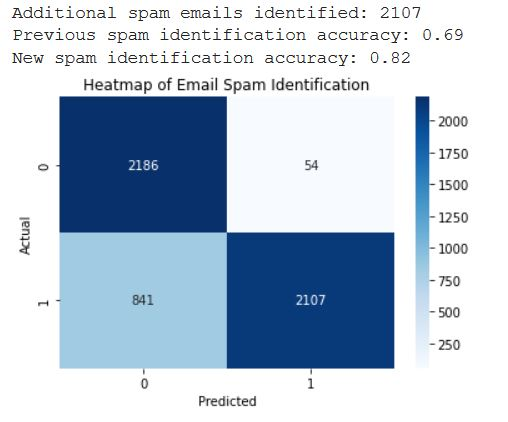 Additional spam emails identified: 2107
Previous spam identification accuracy: 0.69
New spam identification accuracy: 0.82
Heatmap of Email Spam Identification
2000
1750
1500
1250
1000
750
500
250
Actual
0
2186 54
1
841 2107
0 1
Predicted